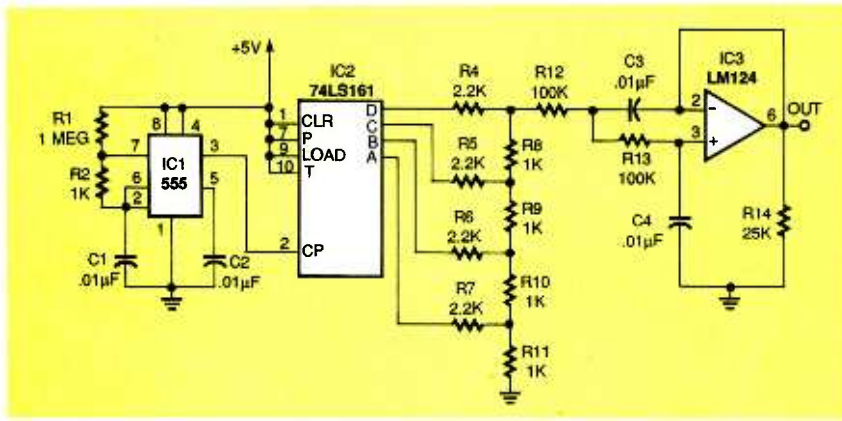 +5V
R1
1 MEG
R2
1K
8
4
7
IC1
555
3
6
2
5
1
C1
.01µF
C2
.01µF
IC2
74LS161
1
CLR
7
P
9
LOAD
10
T
2
CP
D
C
B
A
R4
2.2K
R5
2.2K
R6
2.2K
R7
2.2K
R12
100K
R8
1K
R9
1K
R10
1K
R11
1K
C3
.01µF
R13
100K
C4
.01µF
IC3
LM124
2
-
3
+
6
OUT
R14
25K